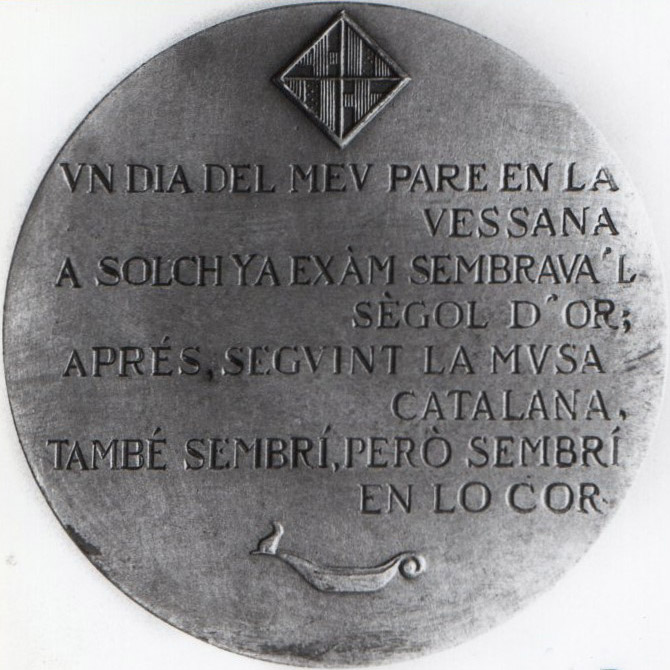 VN DIA DEL MEV PARE EN LA
VESSANA
A SOLCH YA EXÀM SEMBRAVA'L
SÈGOL D'OR;
APRÉS, SEGVINT LA MVSA
CATALANA,
TAMBÉ SEMBRÍ, PERÒ SEMBRÍ
EN LO COR.